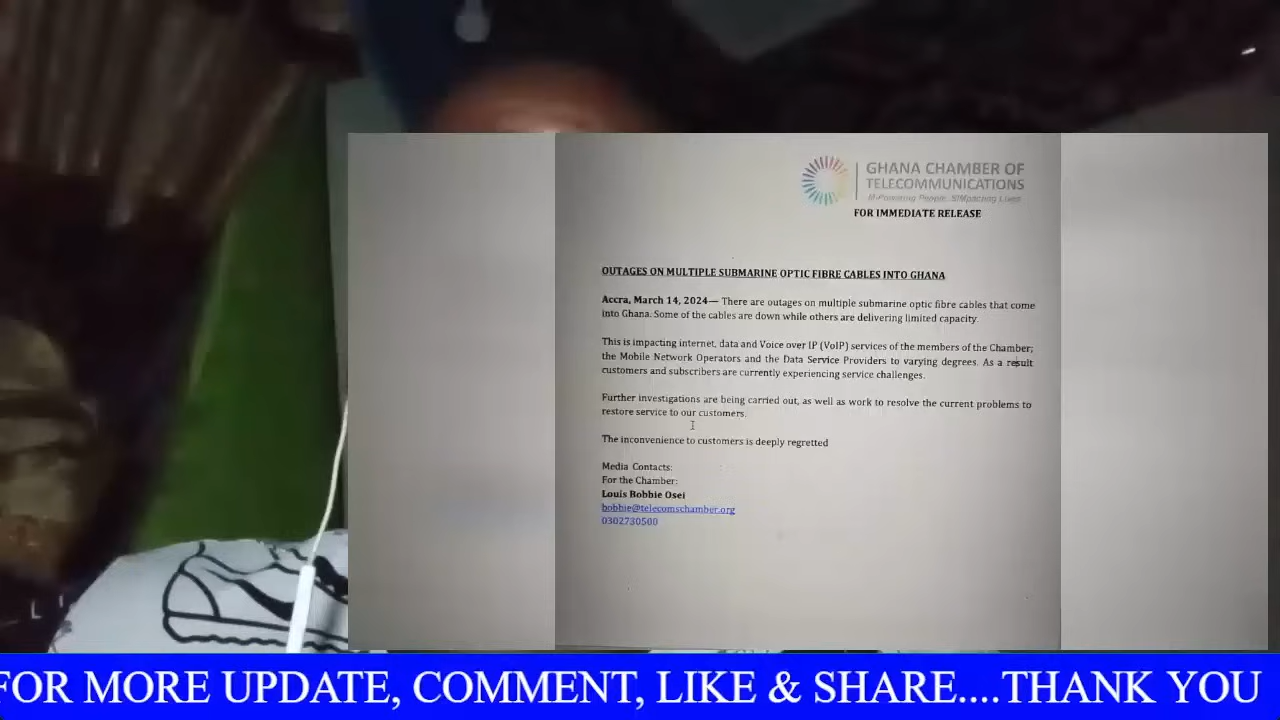 GHANA CHAMBER OF
TELECOMMUNICATIONS
M-Powering People, SIMpacting Lives
FOR IMMEDIATE RELEASE
OUTAGES ON MULTIPLE SUBMARINE OPTIC FIBRE CABLES INTO GHANA
Accra, March 14, 2024— There are outages on multiple submarine optic fibre cables that come
into Ghana. Some of the cables are down while others are delivering limited capacity.
This is impacting internet, data and Voice over IP (VoIP) services of the members of the Chamber;
the Mobile Network Operators and the Data Service Providers to varying degrees. As a result
customers and subscribers are currently experiencing service challenges.
Further investigations are being carried out, as well as work to resolve the current problems to
restore service to our customers.
The inconvenience to customers is deeply regretted
Media Contacts:
For the Chamber:
Louis Bobbie Osei
bobbie@telecomschamber.org
0302730500
FOR MORE UPDATE, COMMENT, LIKE & SHARE....THANK YOU